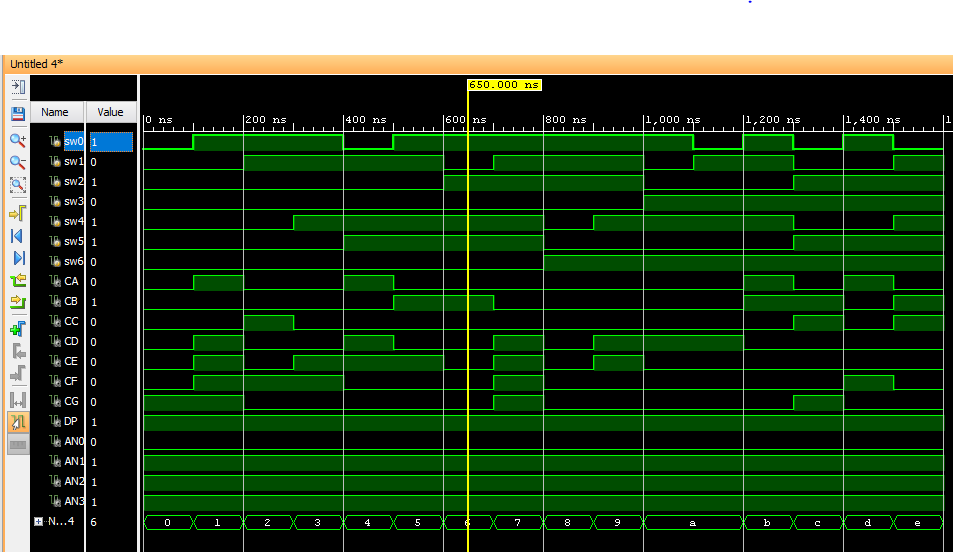 Untitled 4*
650.000 ns
Name Value
0 ns 200 ns 400 ns 600 ns 800 ns 1,000 ns 1,200 ns 1,400 ns 1
sw0 1
sw1 0
sw2 1
sw3 0
sw4 1
sw5 1
sw6 0
CA 0
CB 1
CC 0
CD 0
CE 0
CF 0
CG 0
DP 1
AN0 0
AN1 1
AN2 1
AN3 1
N...4 6 0 1 2 3 4 5 6 7 8 9 a b c d e